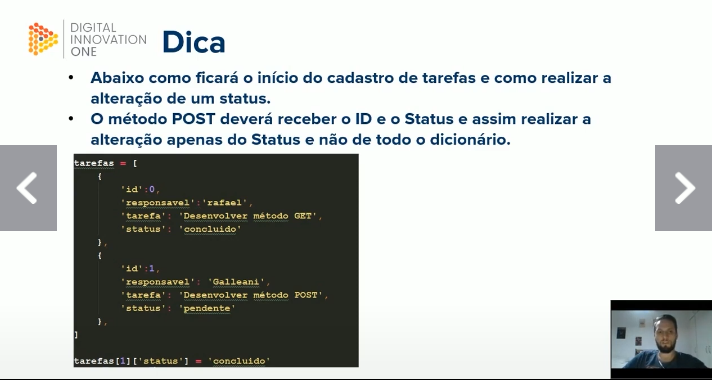 DIGITAL
INNOVATION
ONE
Dica
• Abaixo como ficará o início do cadastro de tarefas e como realizar a
alteração de um status.
• O método POST deverá receber o ID e o Status e assim realizar a
alteração apenas do Status e não de todo o dicionário.
tarefas = [
    {
        'id':0,
        'responsavel':'rafael',
        'tarefa': 'Desenvolver método GET',
        'status': 'concluido'
    },
    {
        'id':1,
        'responsavel': 'Galleani',
        'tarefa': 'Desenvolver método POST',
        'status': 'pendente'
    },
]
tarefas[1]['status'] = 'concluido'